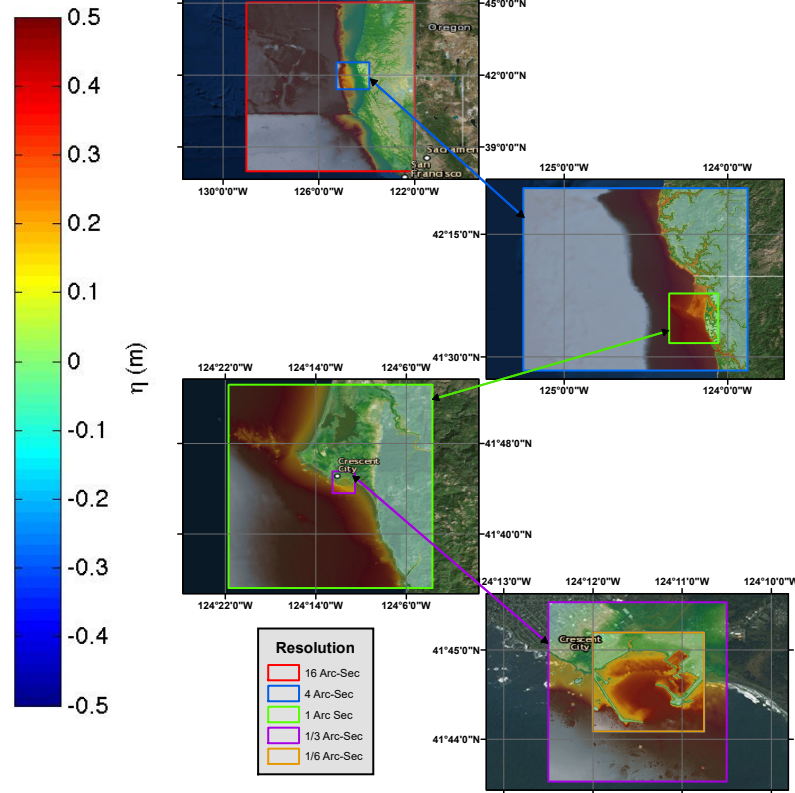 0.5
0.4
0.3
0.2
0.1
0
-0.1
-0.2
-0.3
-0.4
-0.5
η (m)
Oregon
Sacramen
San
Francisco
45°0'0"N
42°0'0"N
39°0'0"N
130°0'0"W 126°0'0"W 122°0'0"W
125°0'0"W 124°0'0"W
42°15'0"N
41°30'0"N
125°0'0"W 124°0'0"W
124°22'0"W 124°14'0"W 124°6'0"W
Crescent
City
41°48'0"N
41°40'0"N
124°22'0"W 124°14'0"W 124°6'0"W
124°13'0"W 124°12'0"W 124°11'0"W 124°10'0"W
Crescent
City
41°45'0"N
41°44'0"N
Resolution
16 Arc-Sec
4 Arc-Sec
1 Arc Sec
1/3 Arc-Sec
1/6 Arc-Sec